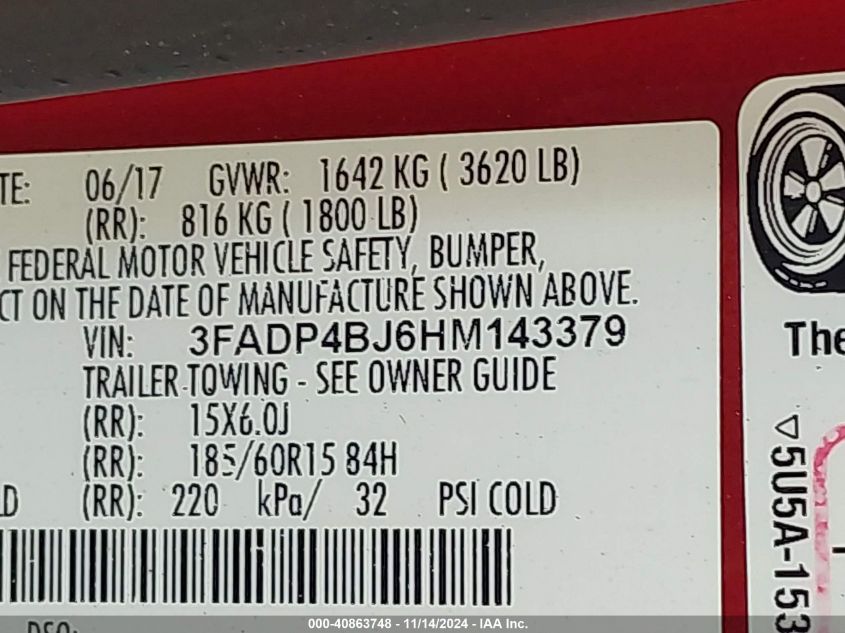 TE: 06/17 GVWR: 1642 KG ( 3620 LB)
(RR): 816 KG ( 1800 LB)
FEDERAL MOTOR VEHICLE SAFETY, BUMPER,
CT ON THE DATE OF MANUFACTURE SHOWN ABOVE.
VIN: 3FADP4BJ6HM143379
TRAILER TOWING - SEE OWNER GUIDE
(RR): 15X6.0J
(RR): 185/60R15 84H
LD (RR): 220 kPa/ 32 PSI COLD
DSO:
The
5U5A-153
000-40863748 - 11/14/2024 - IAA Inc.